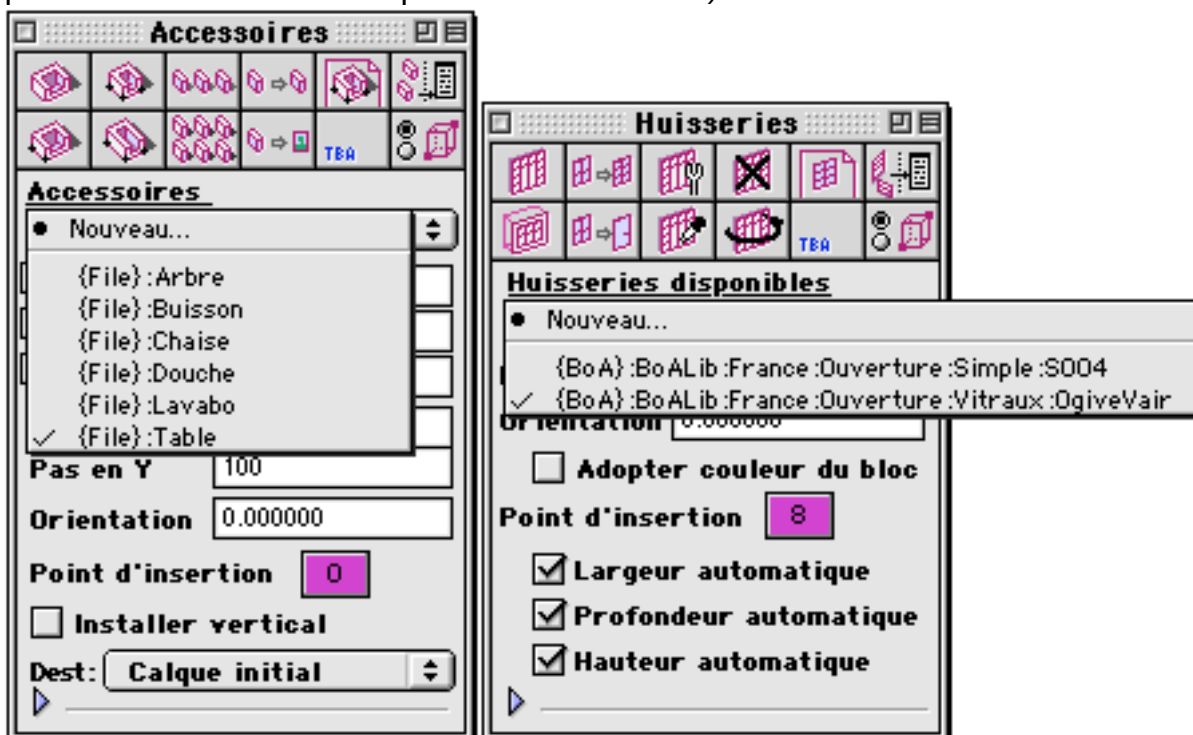 Accessoires
TBA
Accessoires
Nouveau...
{File}:Arbre
{File}:Buisson
{File}:Chaise
{File}:Douche
{File}:Lavabo
{File}:Table
Pas en Y 100
Orientation 0.000000
Point d'insertion 0
Installer vertical
Dest: Calque initial
Huisseries
TBA
Huisseries disponibles
Nouveau...
{BoA}:BoALib:France:Ouverture:Simple:SO04
{BoA}:BoALib:France:Ouverture:Vitraux:OgiveVair
Orientation 0.000000
Adopter couleur du bloc
Point d'insertion 8
Largeur automatique
Profondeur automatique
Hauteur automatique